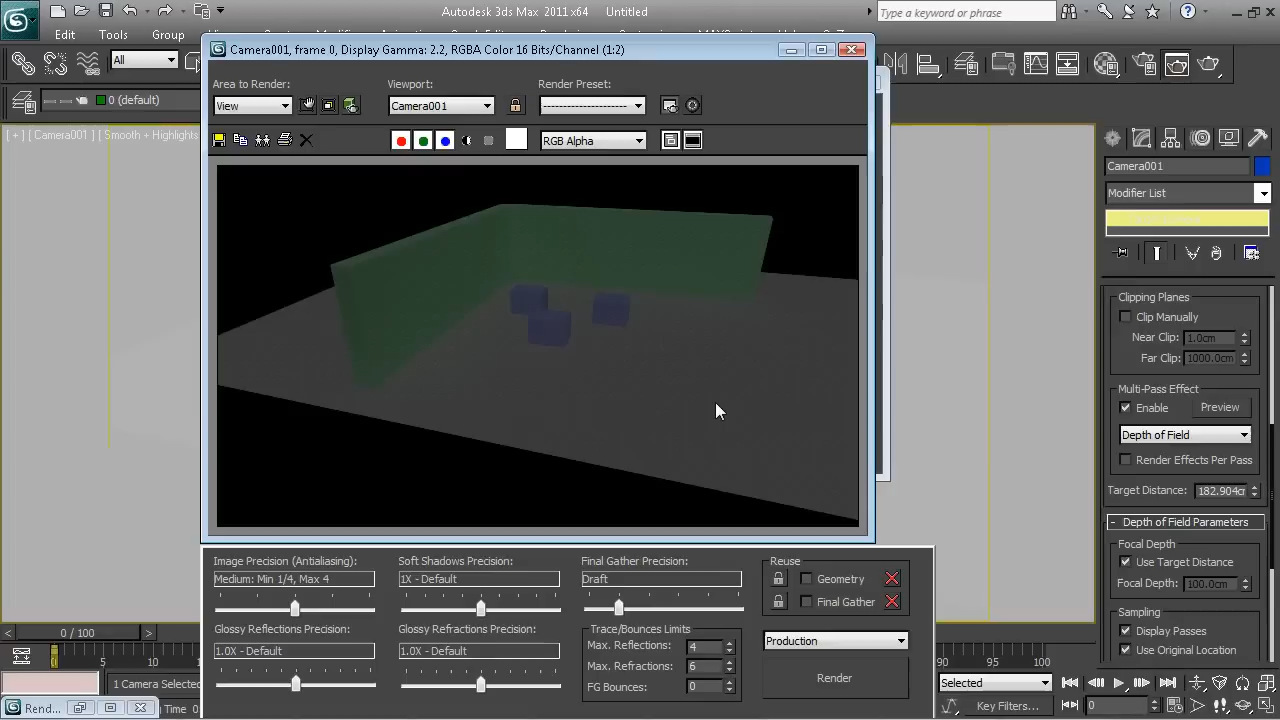 Autodesk 3ds Max 2011 x64 Untitled
Type a keyword or phrase
Edit Tools
All
0 (default)
[ + ] [ Camera001 ] [ Smooth + Highlights
Camera001, frame 0, Display Gamma: 2.2, RGBA Color 16 Bits/Channel (1:2)
Area to Render: Viewport: Render Preset:
View Camera001 --------------------
RGB Alpha
Camera001
Modifier List
Clipping Planes
Clip Manually
Near Clip: 1.0cm
Far Clip: 1000.0cm
Multi-Pass Effect
Enable Preview
Depth of Field
Render Effects Per Pass
Target Distance: 182.904cm
- Depth of Field Parameters
Focal Depth
Use Target Distance
Focal Depth: 100.0cm
Sampling
Display Passes
Use Original Location
Image Precision (Antialiasing): Soft Shadows Precision: Final Gather Precision: Reuse
Medium: Min 1/4, Max 4 1X - Default Draft Geometry
Final Gather
Glossy Reflections Precision: Glossy Refractions Precision: Trace/Bounces Limits
1.0X - Default 1.0X - Default Max. Reflections: 4 Production
Max. Refractions: 6
FG Bounces: 0 Render
< 0 / 100 >
0 5 10 90 95 100
1 Camera Selected Selected
Rend... Time 0 Key Filters... 0